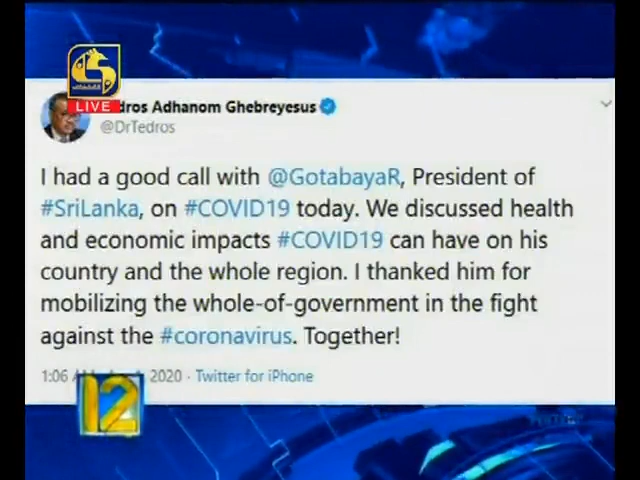 LIVE
dros Adhanom Ghebreyesus
@DrTedros
I had a good call with @GotabayaR, President of
#SriLanka, on #COVID19 today. We discussed health
and economic impacts #COVID19 can have on his
country and the whole region. I thanked him for
mobilizing the whole-of-government in the fight
against the #coronavirus. Together!
1:06 2020 · Twitter for iPhone
12